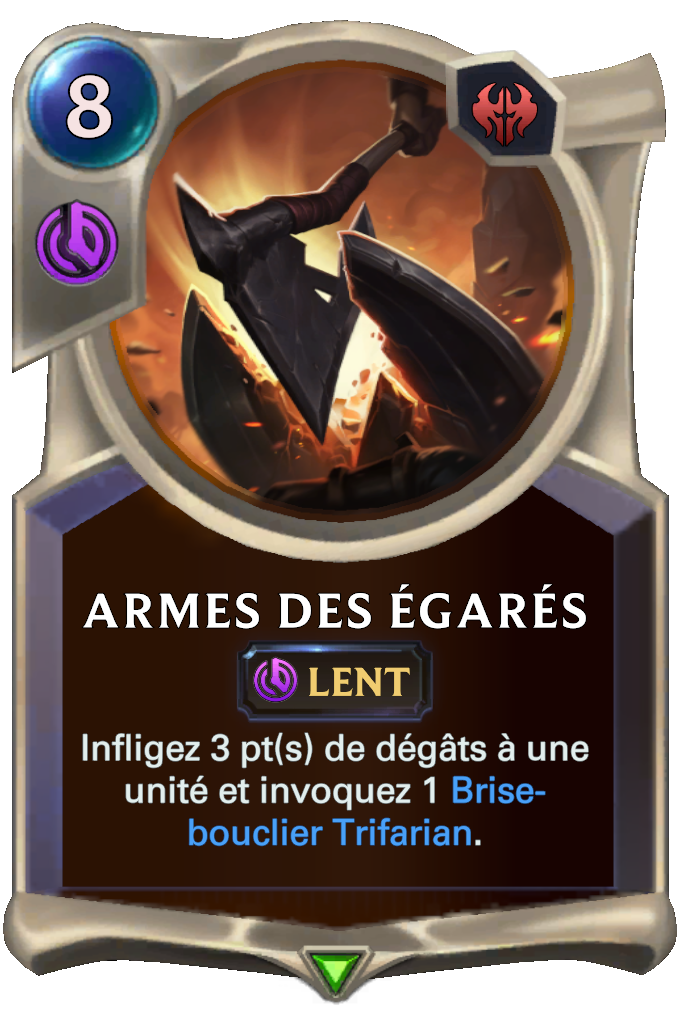 8
ARMES DES ÉGARÉS
LENT
Infligez 3 pt(s) de dégâts à une
unité et invoquez 1 Brise-
bouclier Trifarian.